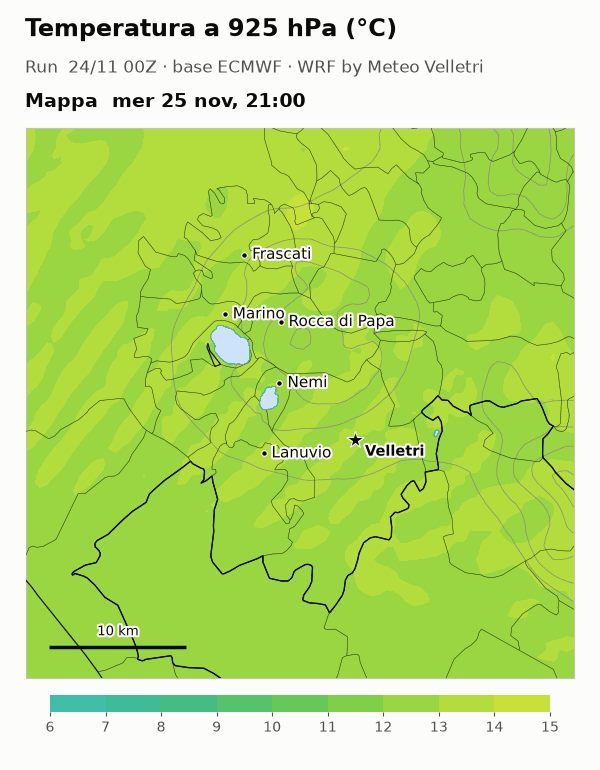 Temperatura a 925 hPa (°C)
Run  24/11 00Z · base ECMWF · WRF by Meteo Velletri
Mappa  mer 25 nov, 21:00
Frascati
Marino
Rocca di Papa
Nemi
Velletri
Lanuvio
10 km
6 7 8 9 10 11 12 13 14 15